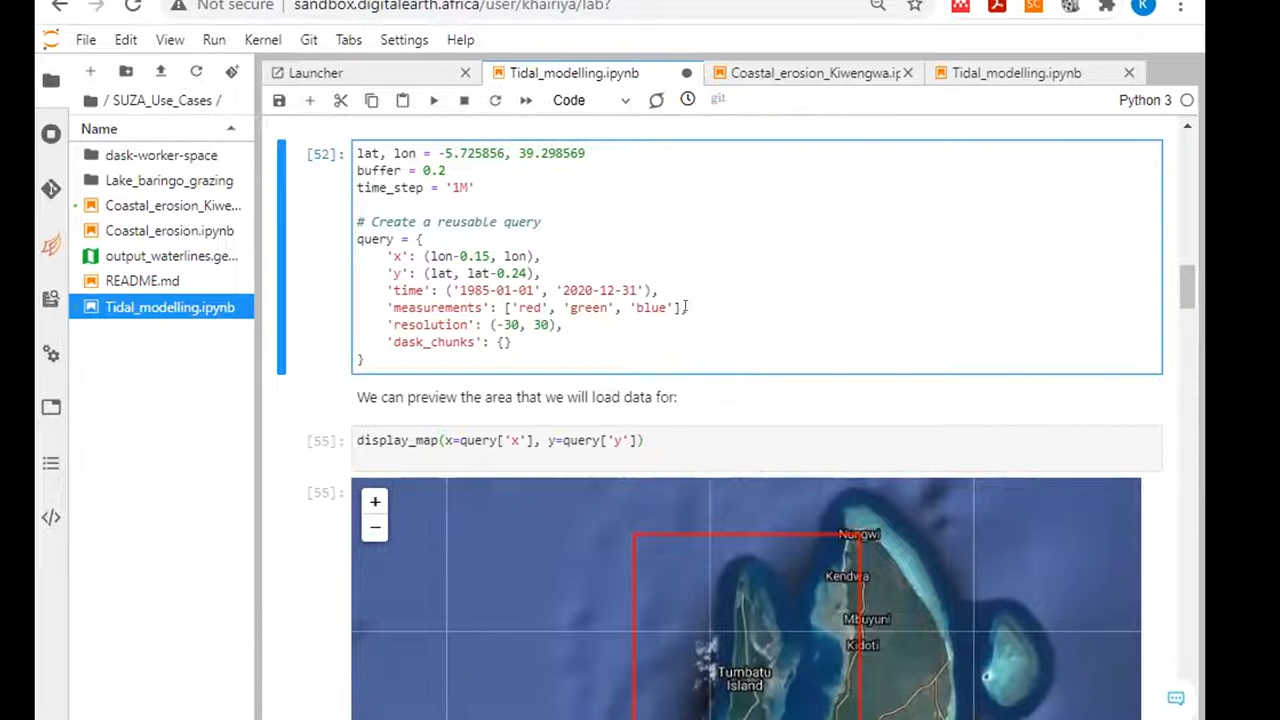 Not secure sandbox.digitalearth.africa/user/khairiya/lab?
SC
K
File Edit View Run Kernel Git Tabs Settings Help
Launcher
Tidal_modelling.ipynb
Coastal_erosion_Kiwengwa.ip
Tidal_modelling.ipynb
/ SUZA_Use_Cases /
Code
git
Python 3
Name
dask-worker-space
Lake_baringo_grazing
Coastal_erosion_Kiwe...
Coastal_erosion.ipynb
output_waterlines.ge...
README.md
Tidal_modelling.ipynb
[52]:
lat, lon = -5.725856, 39.298569
buffer = 0.2
time_step = '1M'
# Create a reusable query
query = {
'x': (lon-0.15, lon),
'y': (lat, lat-0.24),
'time': ('1985-01-01', '2020-12-31'),
'measurements': ['red', 'green', 'blue'],
'resolution': (-30, 30),
'dask_chunks': {}
}
We can preview the area that we will load data for:
[55]:
display_map(x=query['x'], y=query['y'])
[55]:
+
−
Nungwi
Kendwa
Mbuyuni
Kidoti
Tumbatu
Island